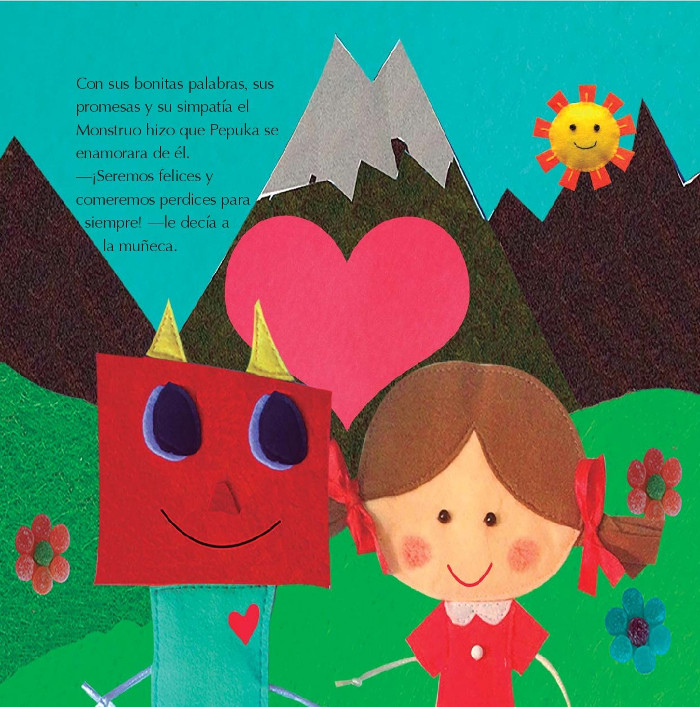 Con sus bonitas palabras, sus
promesas y su simpatía el
Monstruo hizo que Pepuka se
enamorara de él.
—¡Seremos felices y
comeremos perdices para
siempre! —le decía a
la muñeca.